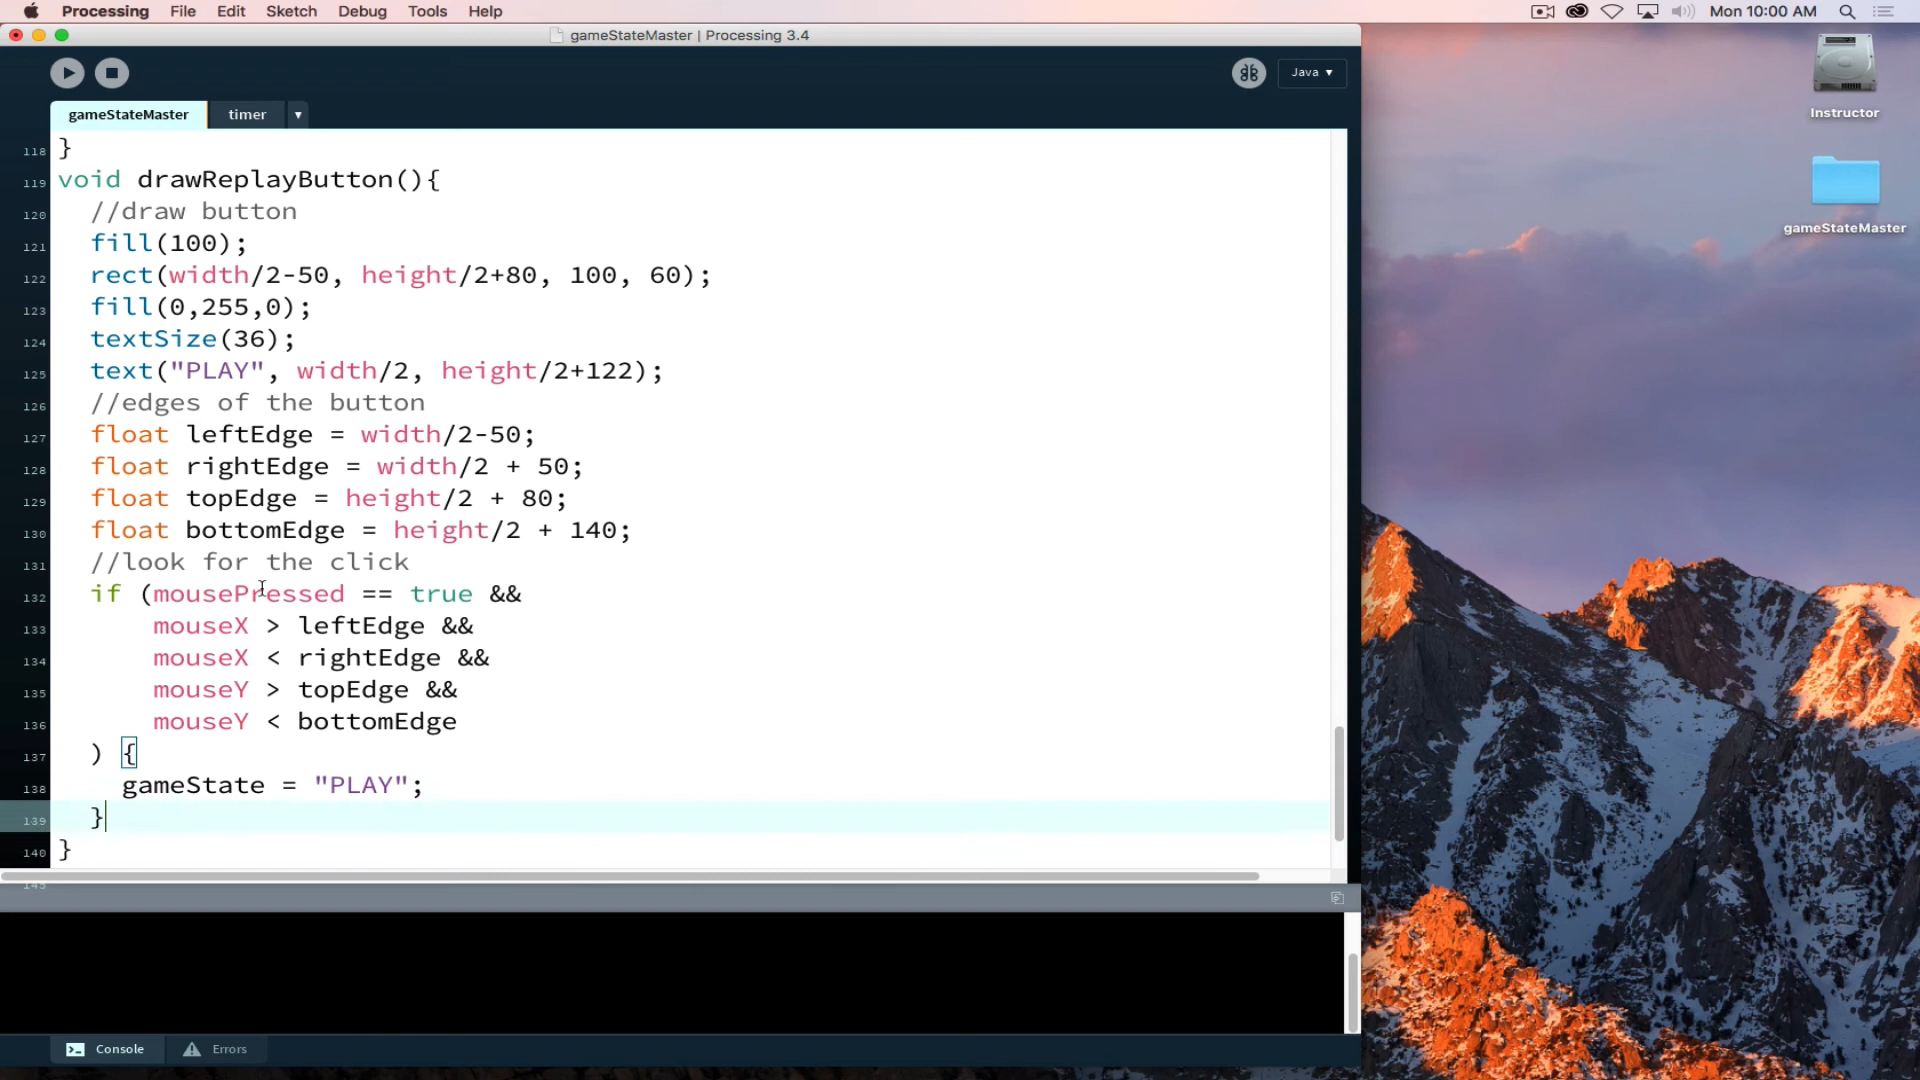 Processing File Edit Sketch Debug Tools Help Mon 10:00 AM
gameStateMaster | Processing 3.4
Java ▾
gameStateMaster timer ▾
Instructor
gameStateMaster
118 }
119 void drawReplayButton(){
120 //draw button
121 fill(100);
122 rect(width/2-50, height/2+80, 100, 60);
123 fill(0,255,0);
124 textSize(36);
125 text("PLAY", width/2, height/2+122);
126 //edges of the button
127 float leftEdge = width/2-50;
128 float rightEdge = width/2 + 50;
129 float topEdge = height/2 + 80;
130 float bottomEdge = height/2 + 140;
131 //look for the click
132 if (mousePressed == true &&
133 mouseX > leftEdge &&
134 mouseX < rightEdge &&
135 mouseY > topEdge &&
136 mouseY < bottomEdge
137 ) {
138 gameState = "PLAY";
139 }
140 }
Console Errors